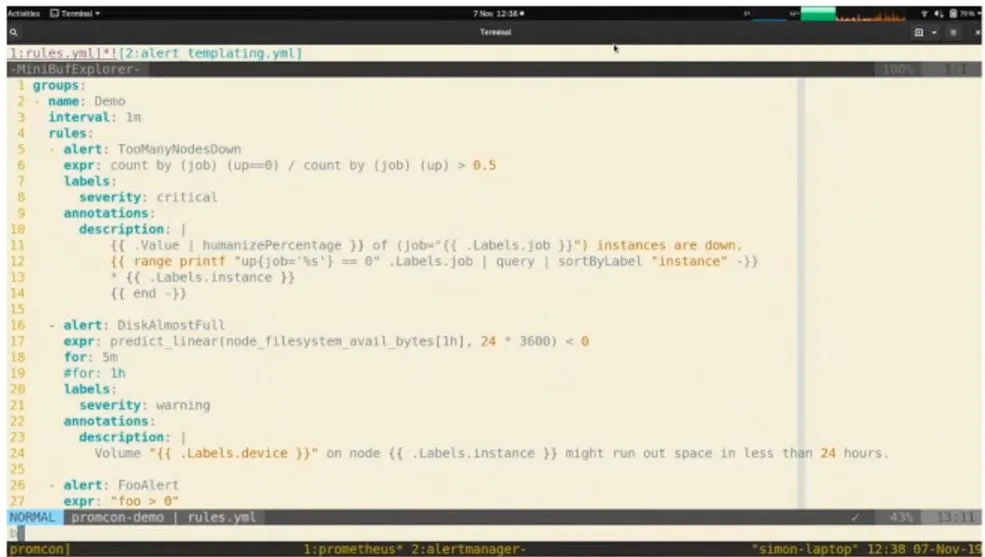 Activities Terminal 7 Nov 12:38 79%
Terminal
1:rules.yml]*![2:alert_templating.yml]
-MiniBufExplorer- 100% 1:1
1 groups:
2 - name: Demo
3 interval: 1m
4 rules:
5 - alert: TooManyNodesDown
6 expr: count by (job) (up==0) / count by (job) (up) > 0.5
7 labels:
8 severity: critical
9 annotations:
10 description: |
11 {{ .Value | humanizePercentage }} of (job="{{ .Labels.job }}") instances are down.
12 {{ range printf "up{job='%s'} == 0" .Labels.job | query | sortByLabel "instance" -}}
13 * {{ .Labels.instance }}
14 {{ end -}}
15
16 - alert: DiskAlmostFull
17 expr: predict_linear(node_filesystem_avail_bytes[1h], 24 * 3600) < 0
18 for: 5m
19 #for: 1h
20 labels:
21 severity: warning
22 annotations:
23 description: |
24 Volume "{{ .Labels.device }}" on node {{ .Labels.instance }} might run out space in less than 24 hours.
25
26 - alert: FooAlert
27 expr: "foo > 0"
NORMAL promcon-demo | rules.yml 43% 13:11
promcon] 1:prometheus* 2:alertmanager- "simon-laptop" 12:38 07-Nov-19